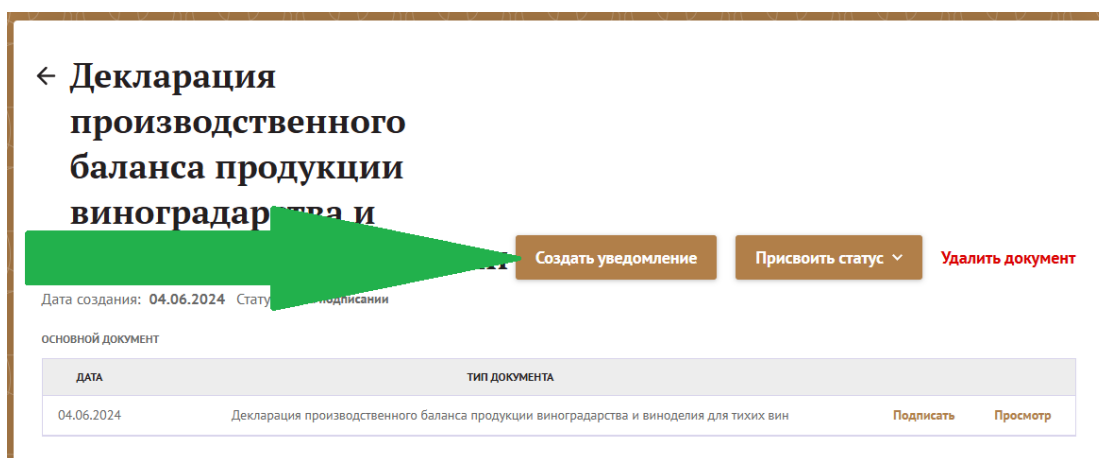 Декларация
производственного
баланса продукции
виноградарства и
Создать уведомление
Присвоить статус
Удалить документ
Дата создания: 04.06.2024
подписании
ОСНОВНОЙ ДОКУМЕНТ
ДАТА ТИП ДОКУМЕНТА
04.06.2024 Декларация производственного баланса продукции виноградарства и виноделия для тихих вин Подписать Просмотр